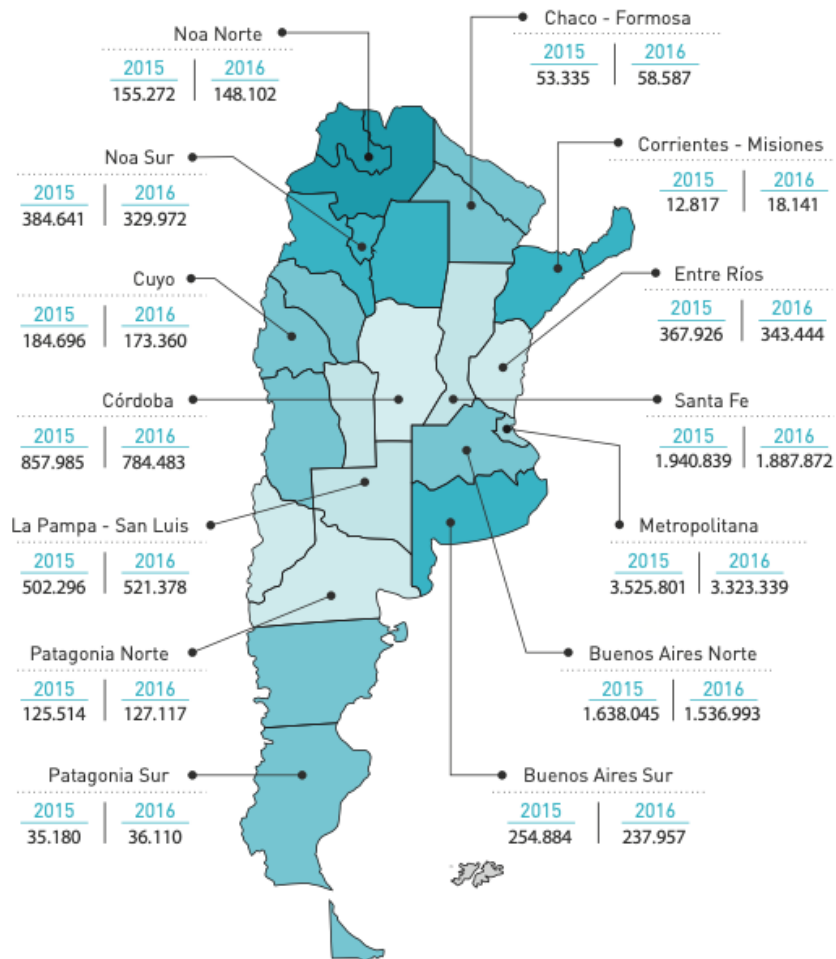 Noa Norte
2015 2016
155.272 148.102
Chaco - Formosa
2015 2016
53.335 58.587
Noa Sur
2015 2016
384.641 329.972
Corrientes - Misiones
2015 2016
12.817 18.141
Cuyo
2015 2016
184.696 173.360
Entre Ríos
2015 2016
367.926 343.444
Córdoba
2015 2016
857.985 784.483
Santa Fe
2015 2016
1.940.839 1.887.872
La Pampa - San Luis
2015 2016
502.296 521.378
Metropolitana
2015 2016
3.525.801 3.323.339
Patagonia Norte
2015 2016
125.514 127.117
Buenos Aires Norte
2015 2016
1.638.045 1.536.993
Patagonia Sur
2015 2016
35.180 36.110
Buenos Aires Sur
2015 2016
254.884 237.957